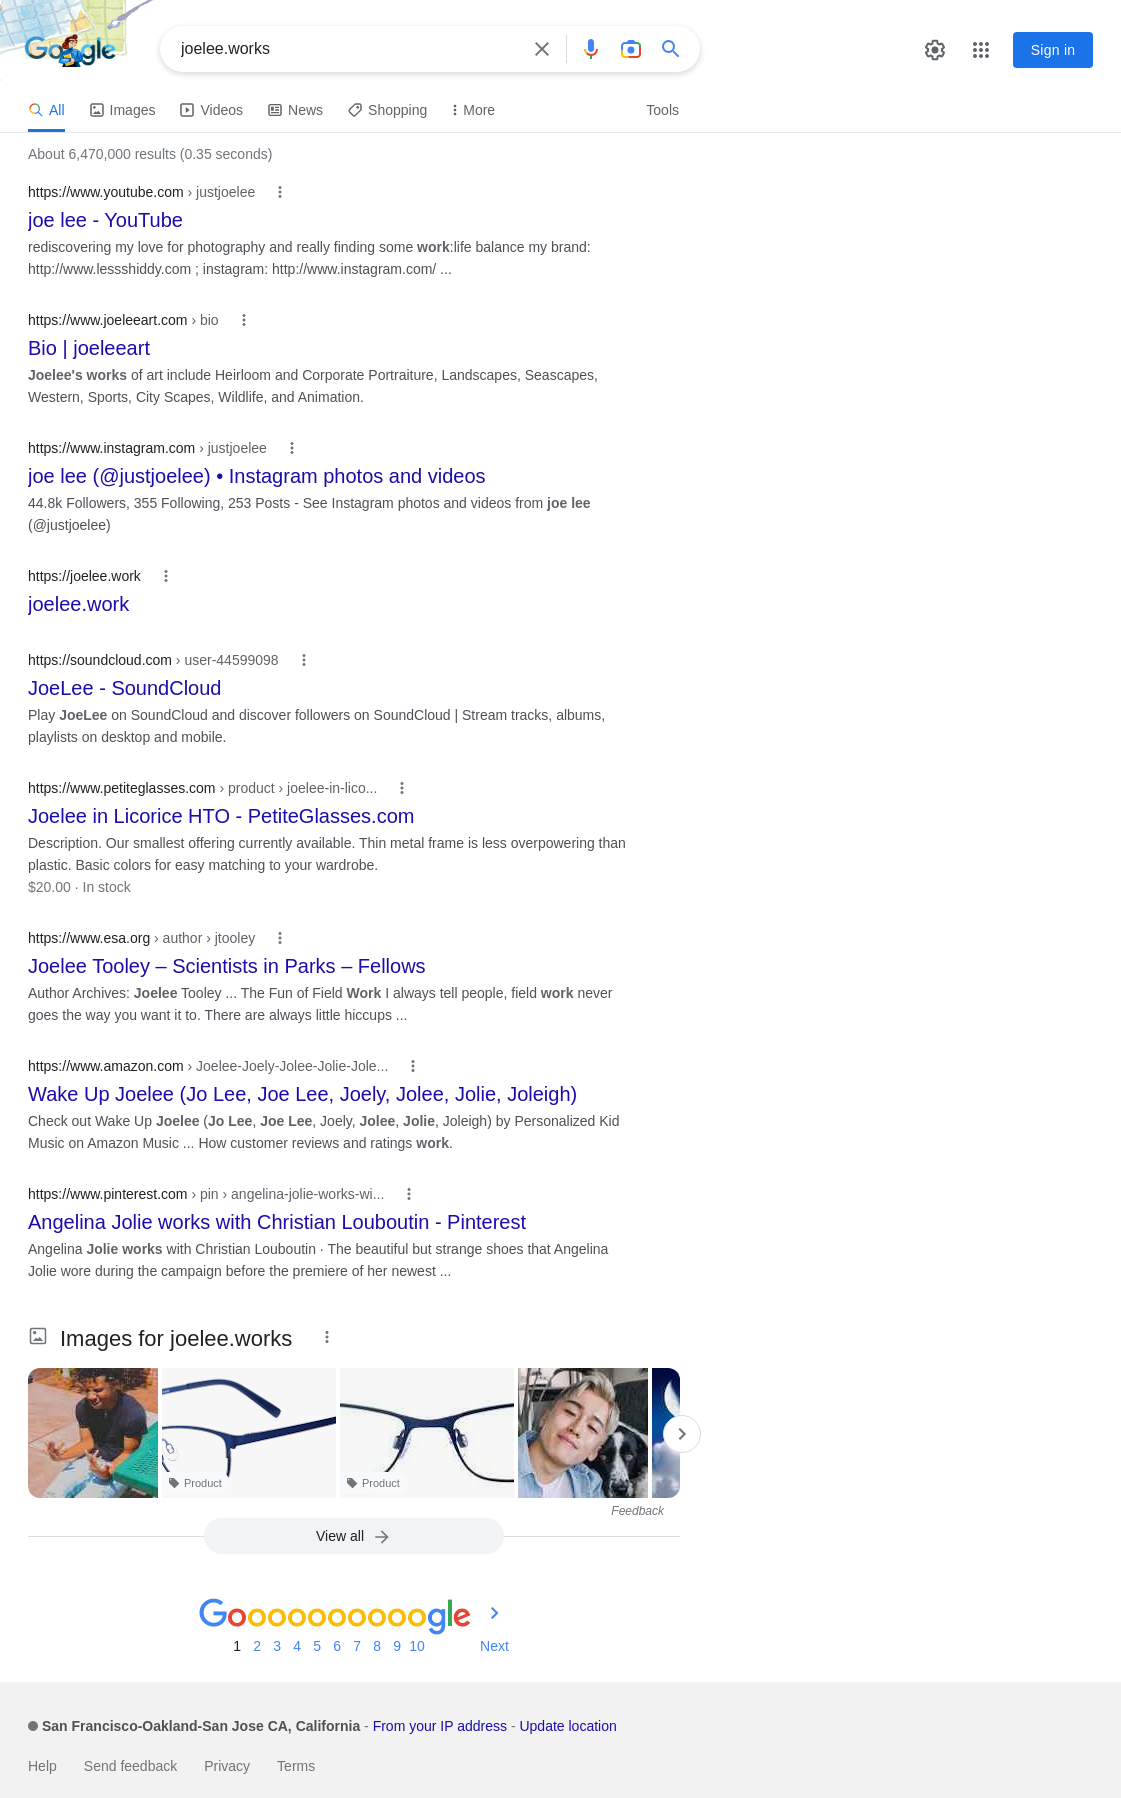 Google
joelee.works
Sign in
All Images Videos News Shopping More Tools
About 6,470,000 results (0.35 seconds)
https://www.youtube.com › justjoelee
joe lee - YouTube
rediscovering my love for photography and really finding some work:life balance my brand:
http://www.lessshiddy.com ; instagram: http://www.instagram.com/ ...
https://www.joeleeart.com › bio
Bio | joeleeart
Joelee's works of art include Heirloom and Corporate Portraiture, Landscapes, Seascapes,
Western, Sports, City Scapes, Wildlife, and Animation.
https://www.instagram.com › justjoelee
joe lee (@justjoelee) • Instagram photos and videos
44.8k Followers, 355 Following, 253 Posts - See Instagram photos and videos from joe lee
(@justjoelee)
https://joelee.work
joelee.work
https://soundcloud.com › user-44599098
JoeLee - SoundCloud
Play JoeLee on SoundCloud and discover followers on SoundCloud | Stream tracks, albums,
playlists on desktop and mobile.
https://www.petiteglasses.com › product › joelee-in-lico...
Joelee in Licorice HTO - PetiteGlasses.com
Description. Our smallest offering currently available. Thin metal frame is less overpowering than
plastic. Basic colors for easy matching to your wardrobe.
$20.00 · In stock
https://www.esa.org › author › jtooley
Joelee Tooley – Scientists in Parks – Fellows
Author Archives: Joelee Tooley ... The Fun of Field Work I always tell people, field work never
goes the way you want it to. There are always little hiccups ...
https://www.amazon.com › Joelee-Joely-Jolee-Jolie-Jole...
Wake Up Joelee (Jo Lee, Joe Lee, Joely, Jolee, Jolie, Joleigh)
Check out Wake Up Joelee (Jo Lee, Joe Lee, Joely, Jolee, Jolie, Joleigh) by Personalized Kid
Music on Amazon Music ... How customer reviews and ratings work.
https://www.pinterest.com › pin › angelina-jolie-works-wi...
Angelina Jolie works with Christian Louboutin - Pinterest
Angelina Jolie works with Christian Louboutin · The beautiful but strange shoes that Angelina
Jolie wore during the campaign before the premiere of her newest ...
Images for joelee.works
Product
Product
Feedback
View all
Goooooooooogle
1 2 3 4 5 6 7 8 9 10 Next
San Francisco-Oakland-San Jose CA, California - From your IP address - Update location
Help Send feedback Privacy Terms